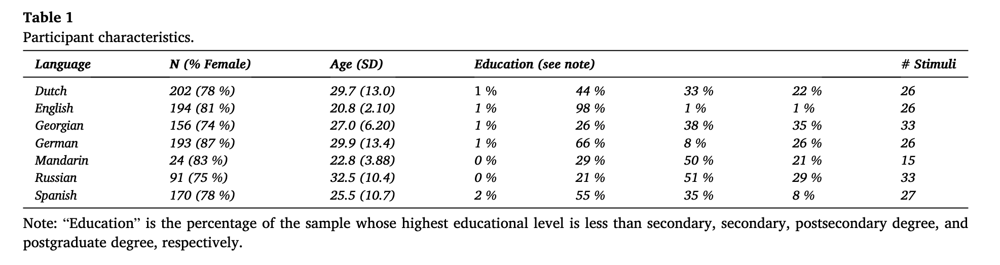 Table 1
Participant characteristics.
Language N (% Female) Age (SD) Education (see note) # Stimuli
Dutch 202 (78 %) 29.7 (13.0) 1 % 44 % 33 % 22 % 26
English 194 (81 %) 20.8 (2.10) 1 % 98 % 1 % 1 % 26
Georgian 156 (74 %) 27.0 (6.20) 1 % 26 % 38 % 35 % 33
German 193 (87 %) 29.9 (13.4) 1 % 66 % 8 % 26 % 26
Mandarin 24 (83 %) 22.8 (3.88) 0 % 29 % 50 % 21 % 15
Russian 91 (75 %) 32.5 (10.4) 0 % 21 % 51 % 29 % 33
Spanish 170 (78 %) 25.5 (10.7) 2 % 55 % 35 % 8 % 27
Note: “Education” is the percentage of the sample whose highest educational level is less than secondary, secondary, postsecondary degree, and
postgraduate degree, respectively.